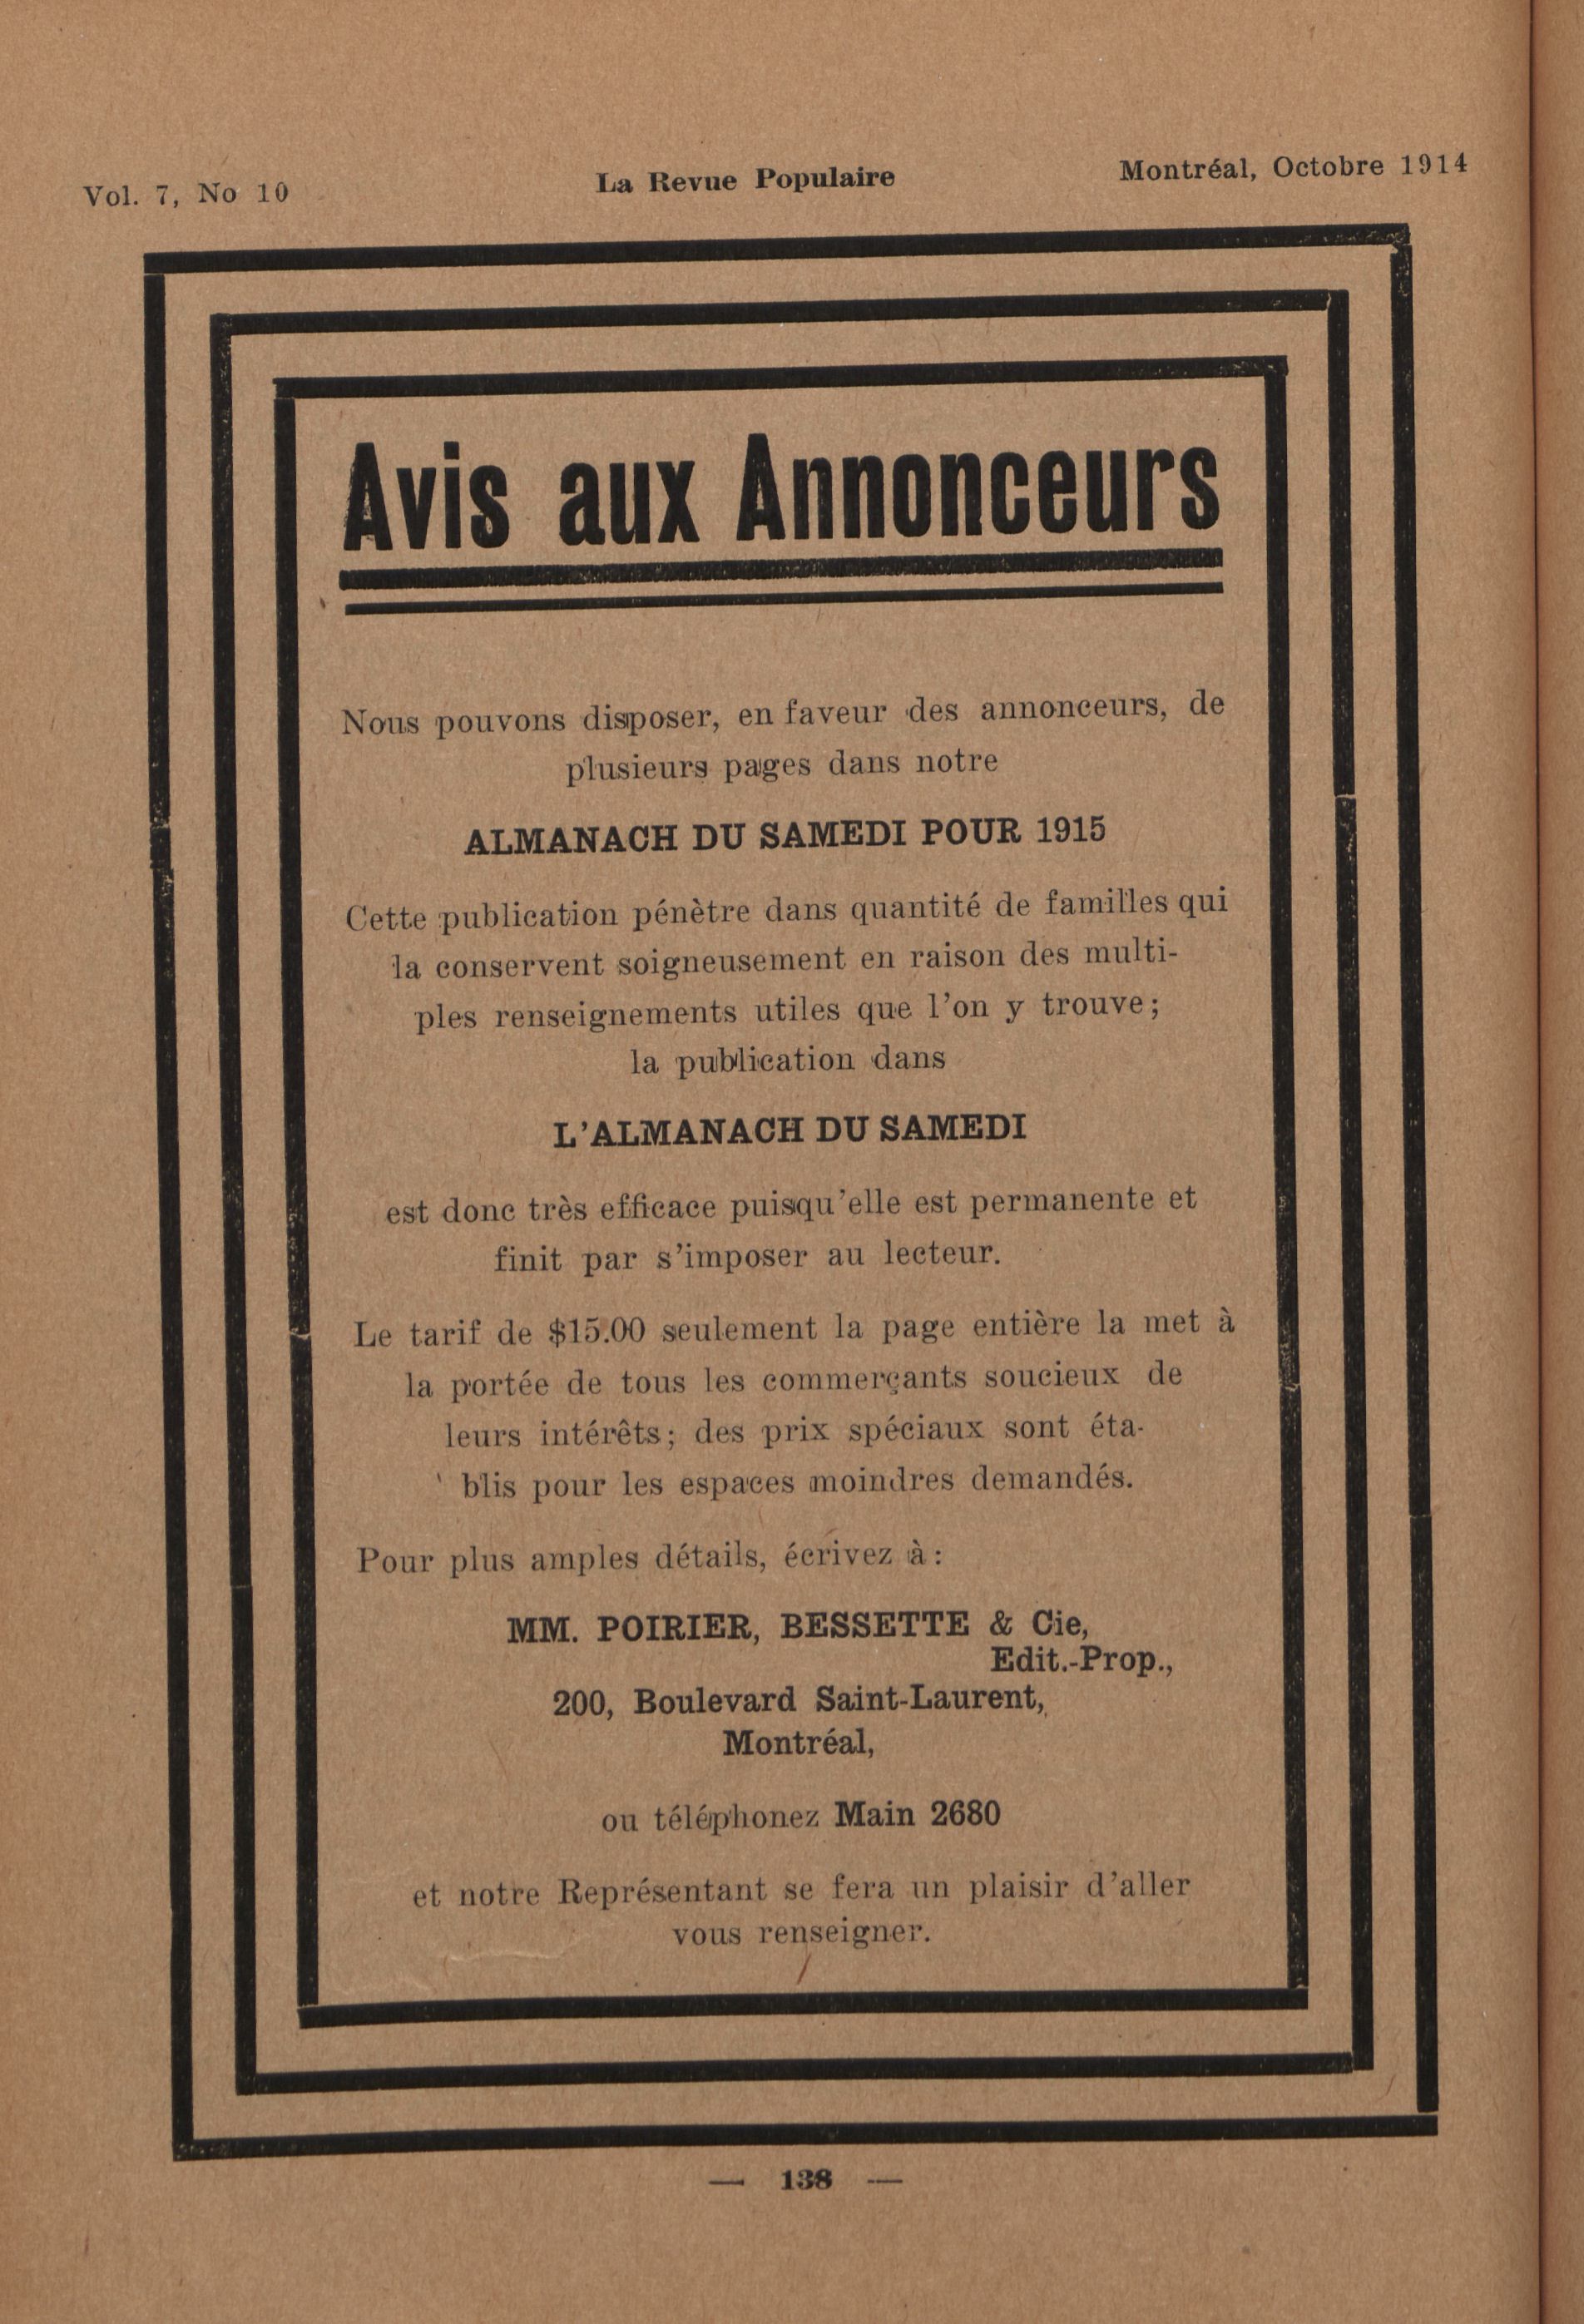 Vol. 7, No 10
La Revue Populaire
Montréal, Octobre 1914
Avis aux Annonceurs
Nous pouvons disposer, en faveur des annonceurs, de
plusieurs pages dans notre
ALMANACH DU SAMEDI POUR 1915
Cette publication pénètre dans quantité de familles qui
la conservent soigneusement en raison des multi-
ples renseignements utiles que l'on y trouve;
la publication dans
L'ALMANACH DU SAMEDI
est donc très efficace puisqu'elle est permanente et
finit par s'imposer au lecteur.
Le tarif de $15.00 seulement la page entière la met à
la portée de tous les commerçants soucieux de
leurs intérêts; des prix spéciaux sont éta-
blis pour les espaces moindres demandés.
Pour plus amples détails, écrivez à:
MM. POIRIER, BESSETTE & Cie,
Edit.-Prop.,
200, Boulevard Saint-Laurent,
Montréal,
ou téléphonez Main 2680
et notre Représentant se fera un plaisir d'aller
vous renseigner.
— 138 —